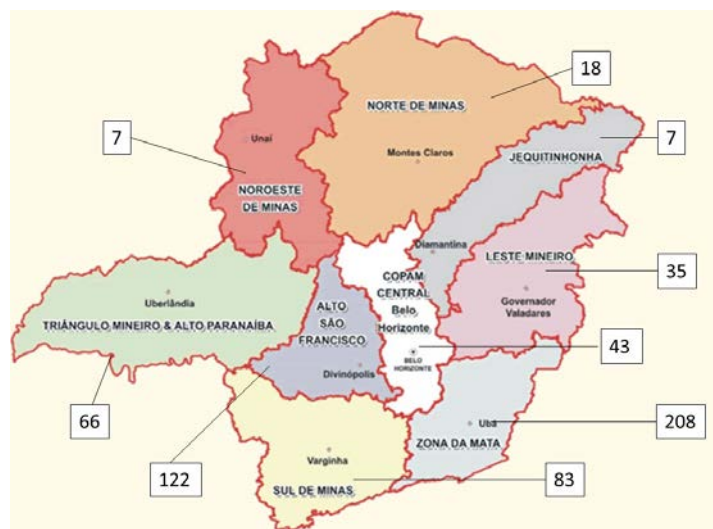 18
NORTE DE MINAS
7
Unaí
7
Montes Claros
JEQUITINHONHA
NOROESTE
DE MINAS
Diamantina
LESTE MINEIRO
35
COPAM
CENTRAL
Belo
Horizonte
Uberlândia
Governador
Valadares
ALTO
SÃO
FRANCISCO
TRIÂNGULO MINEIRO & ALTO PARANAÍBA
43
BELO
HORIZONTE
Divinópolis
66
Ubá
208
ZONA DA MATA
122
Varginha
83
SUL DE MINAS